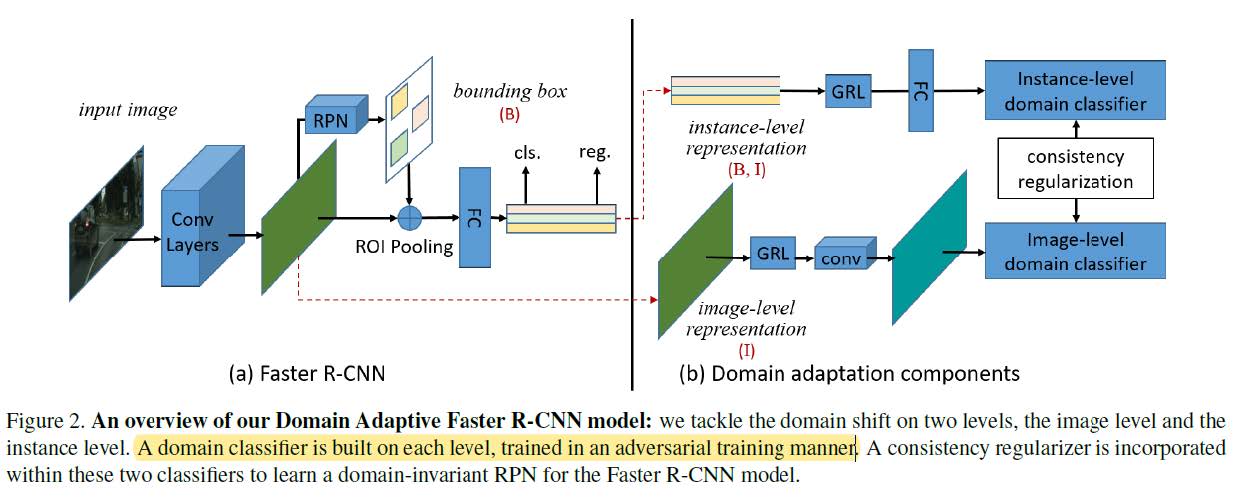 input image
Conv
Layers
RPN
bounding box
(B)
cls.
reg.
ROI Pooling
FC
(a) Faster R-CNN
instance-level
representation
(B, I)
GRL
FC
Instance-level
domain classifier
consistency
regularization
image-level
representation
(I)
GRL
conv
Image-level
domain classifier
(b) Domain adaptation components
Figure 2. An overview of our Domain Adaptive Faster R-CNN model: we tackle the domain shift on two levels, the image level and the
instance level. A domain classifier is built on each level, trained in an adversarial training manner. A consistency regularizer is incorporated
within these two classifiers to learn a domain-invariant RPN for the Faster R-CNN model.